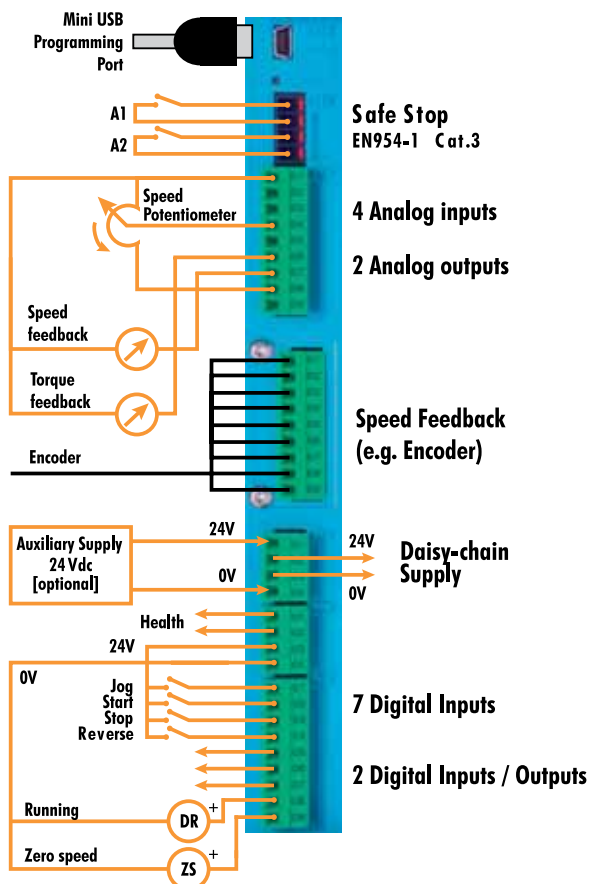 Mini USB
Programming
Port
A1
A2
Safe Stop
EN954-1 Cat.3
Speed
Potentiometer
4 Analog inputs
2 Analog outputs
Speed
feedback
Torque
feedback
Encoder
Speed Feedback
(e.g. Encoder)
Auxiliary Supply
24 Vdc
[optional]
24V
0V
24V
0V
Daisy-chain
Supply
Health
24V
0V
Jog
Start
Stop
Reverse
7 Digital Inputs
2 Digital Inputs / Outputs
Running
DR
+
Zero speed
ZS
+